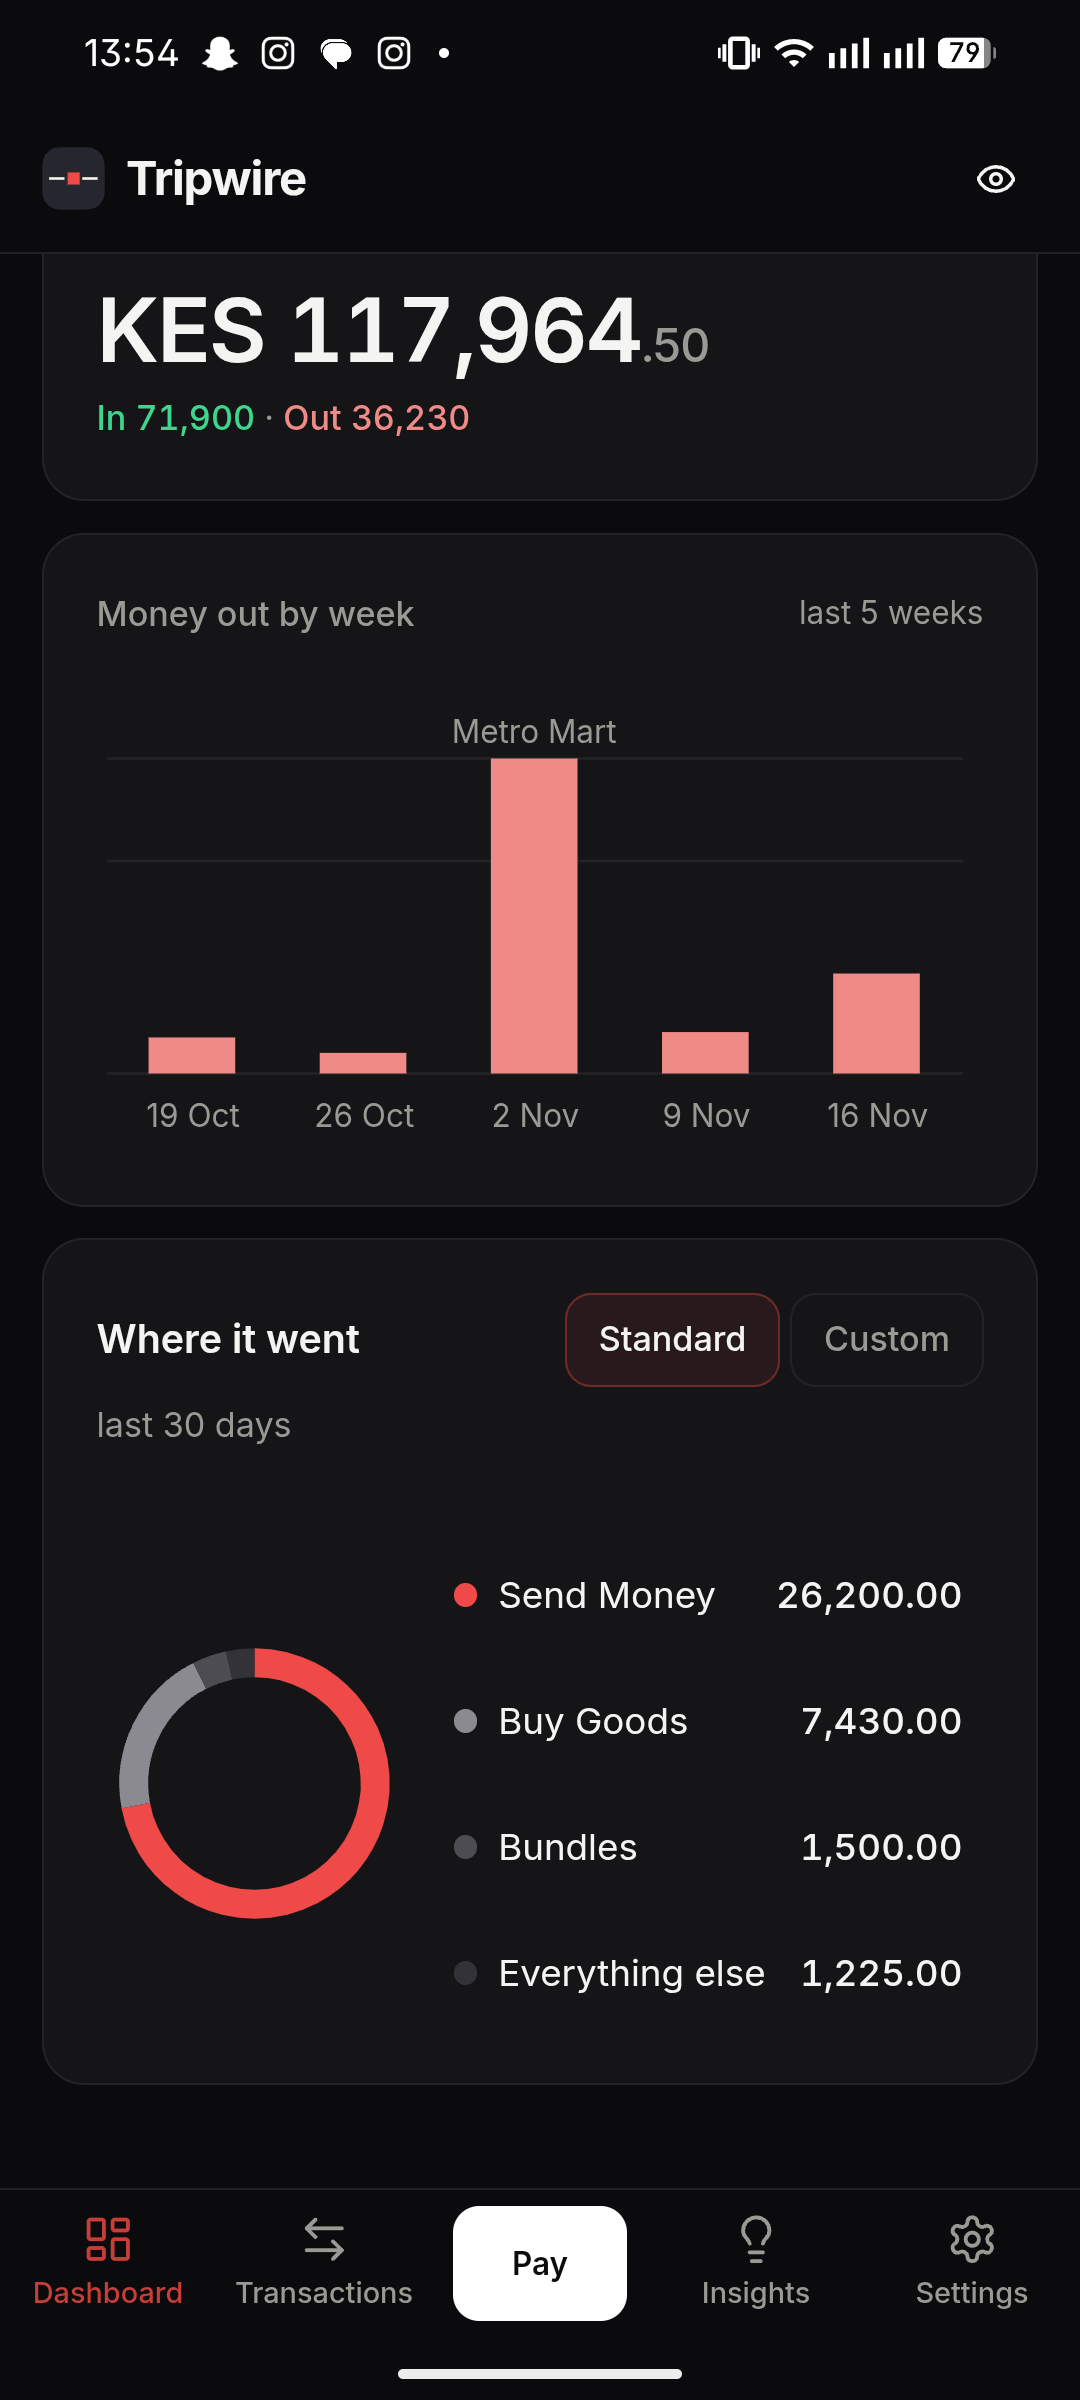 13:54
79
Tripwire
KES 117,964.50
In 71,900 · Out 36,230
Money out by week
last 5 weeks
Metro Mart
19 Oct
26 Oct
2 Nov
9 Nov
16 Nov
Where it went
Standard
Custom
last 30 days
Send Money 26,200.00
Buy Goods 7,430.00
Bundles 1,500.00
Everything else 1,225.00
Dashboard
Transactions
Pay
Insights
Settings